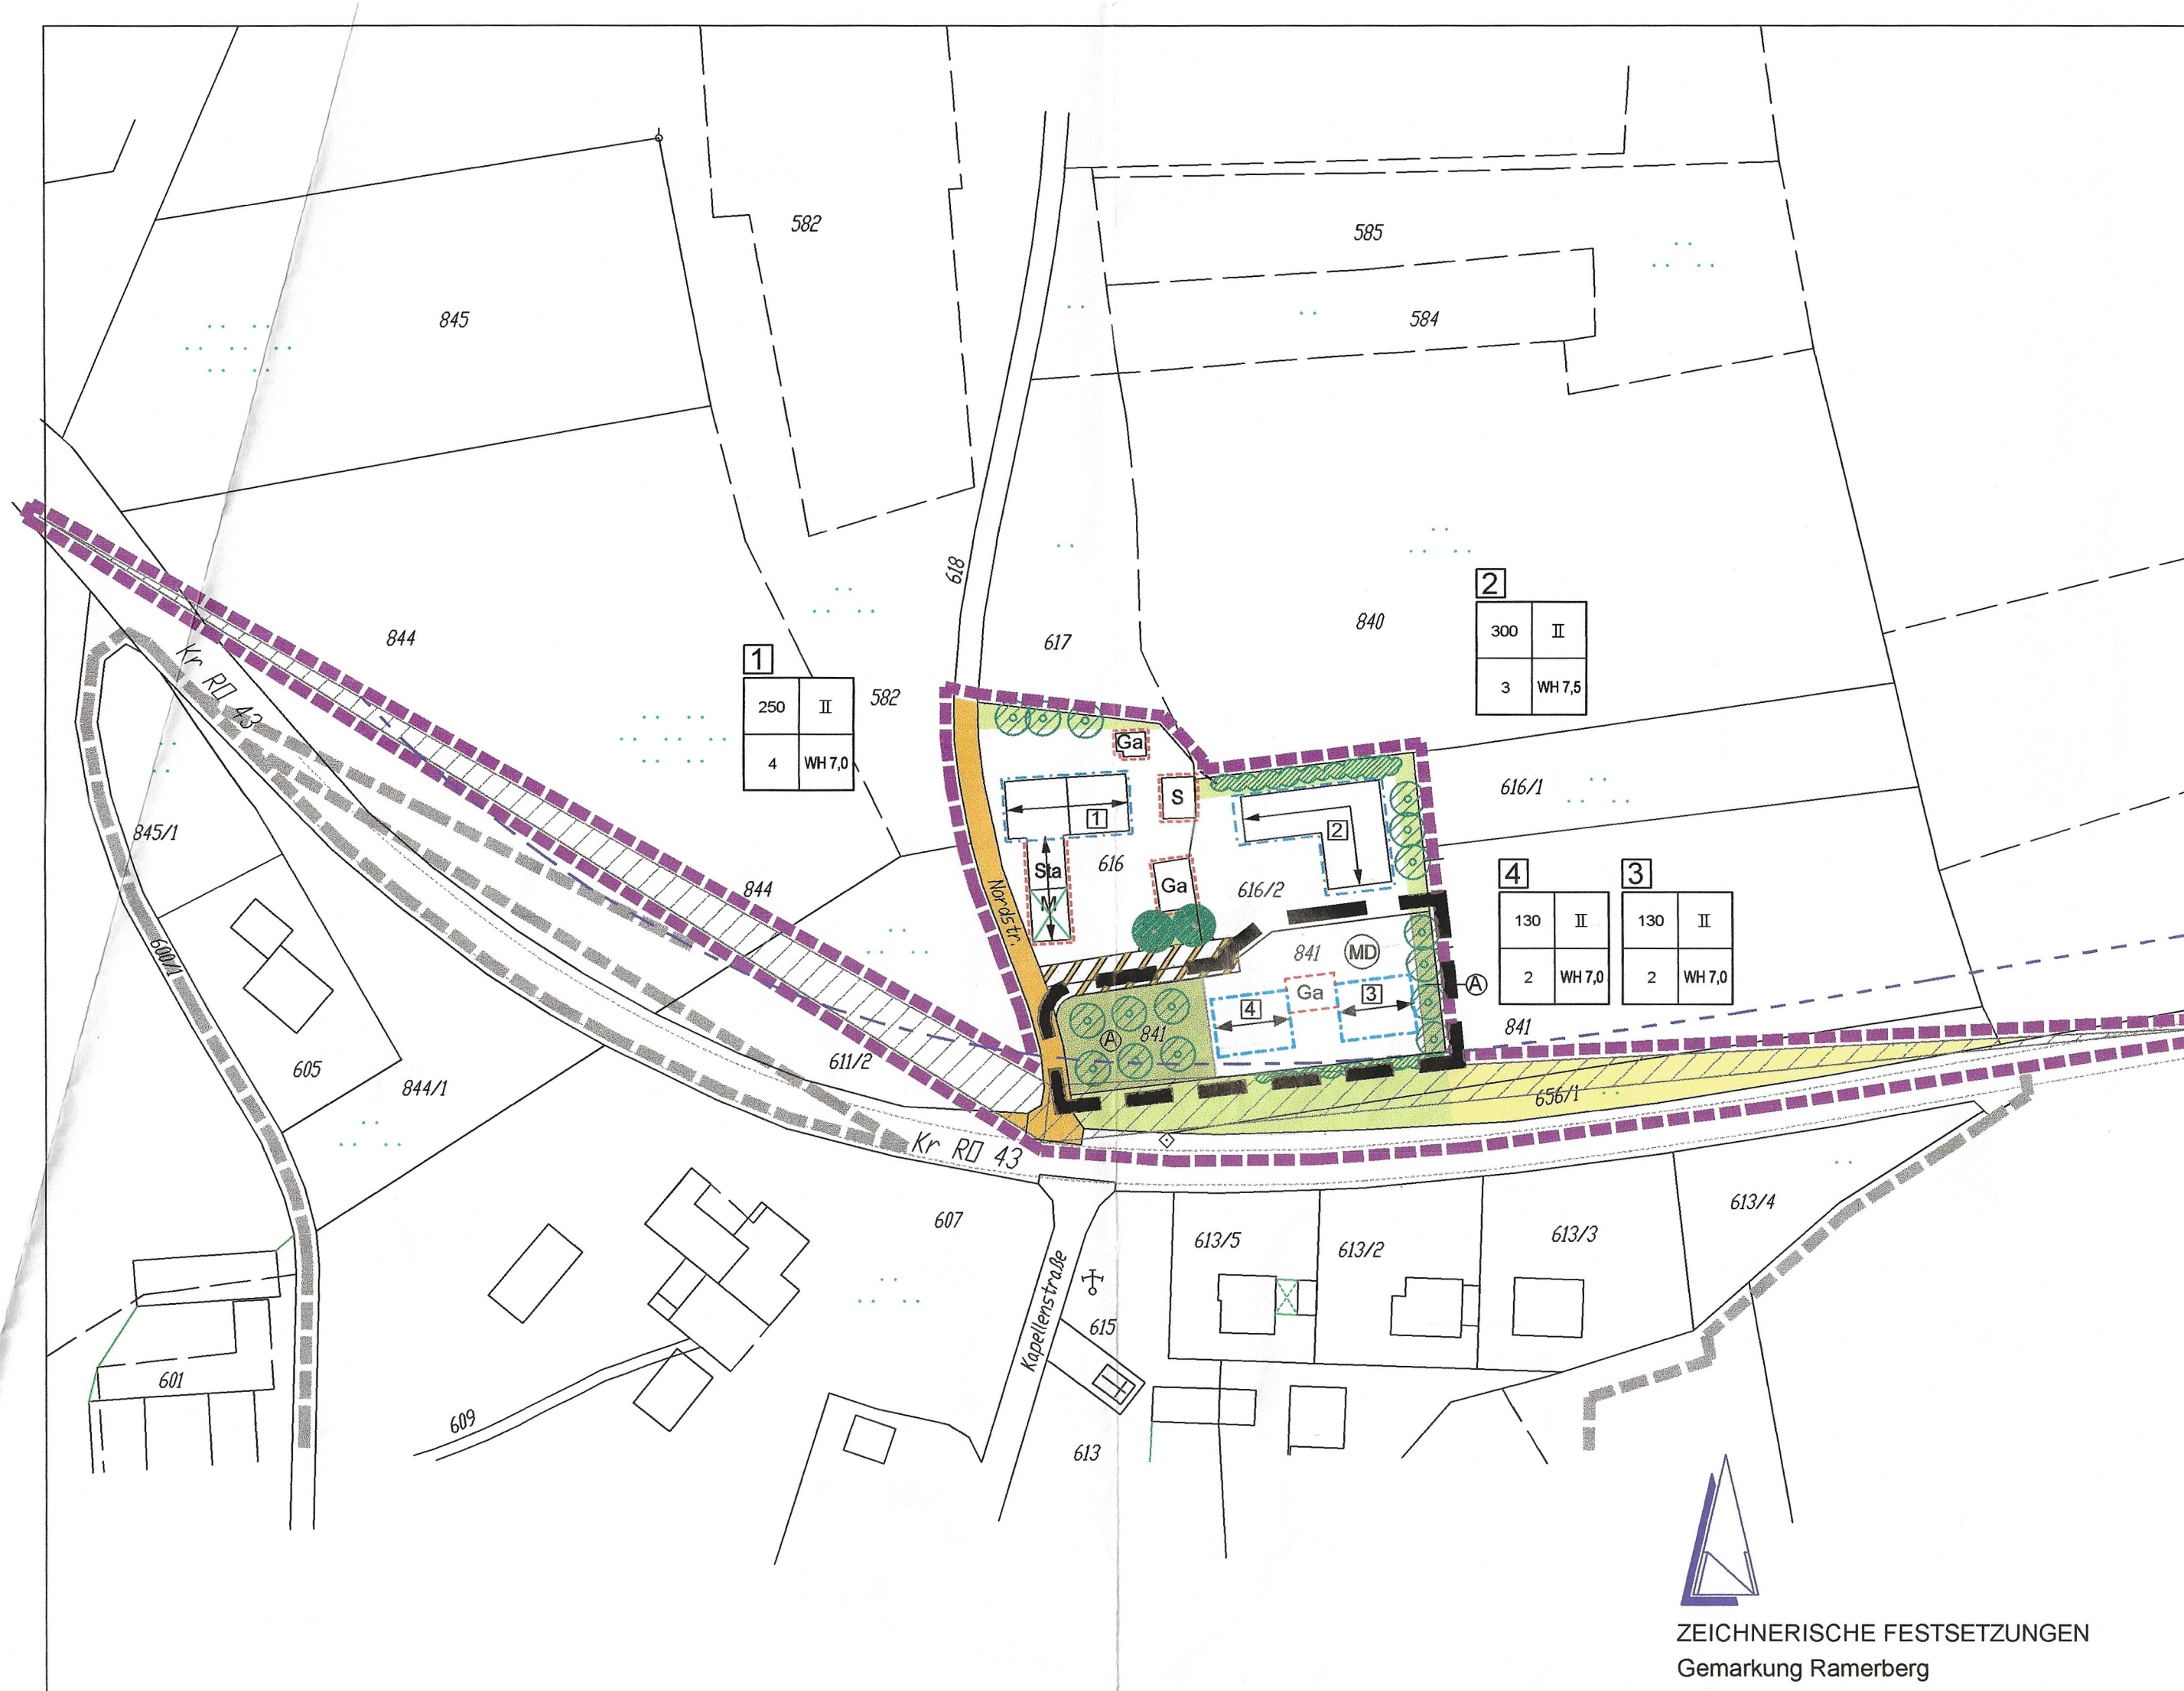 582
585
845
584
618
2
300 II
3 WH 7,5
844
617
840
Kr RO 43
1
250 II
4 WH 7,0
582
Ga
616/1
S
1
2
845/1
844
Sta
616
Ga
616/2
4
130 II
2 WH 7,0
3
130 II
2 WH 7,0
M
Nordstr.
600/1
841
MD
A
Ga
3
4
A
841
841
611/2
605
844/1
656/1
Kr RO 43
607
613/5
613/2
613/3
613/4
Kapellenstraße
615
601
609
613
ZEICHNERISCHE FESTSETZUNGEN
Gemarkung Ramerberg